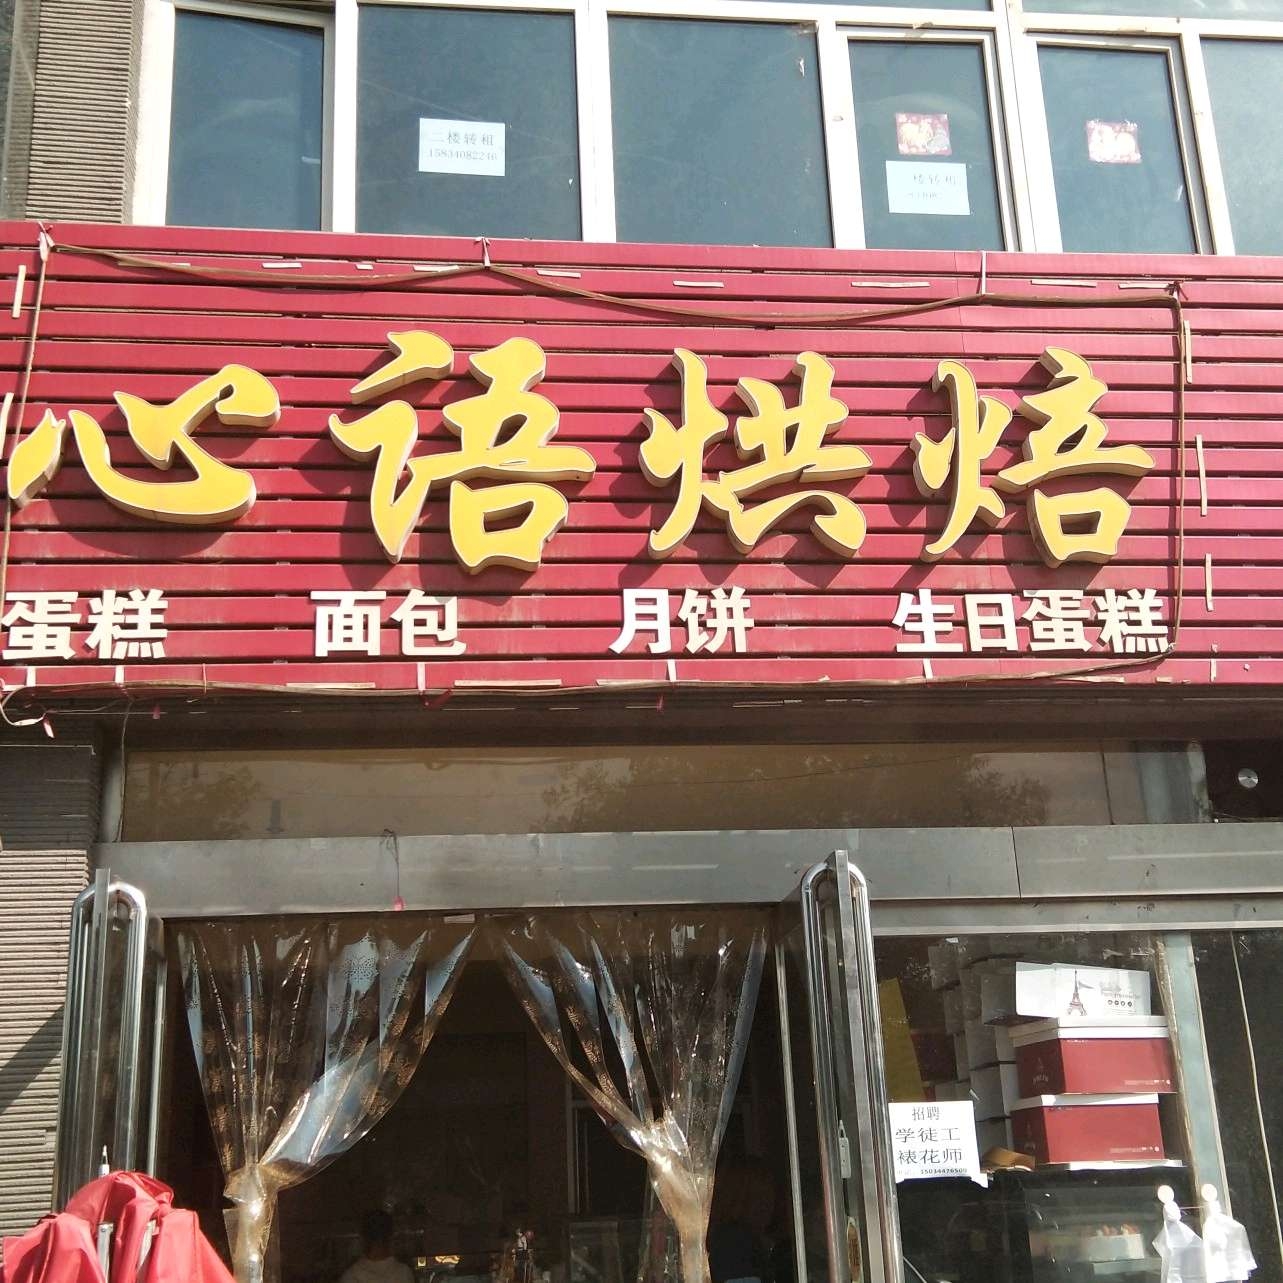 二楼转租
15834082246
楼转租
心语烘焙
蛋糕 面包 月饼 生日蛋糕
招聘
学徒工
裱花师
15034476500